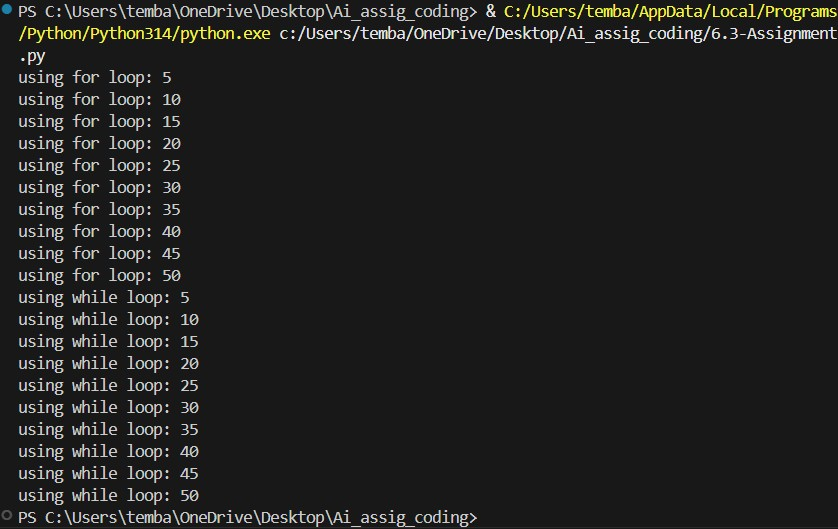 PS C:\Users\temba\OneDrive\Desktop\Ai_assig_coding> & C:/Users/temba/AppData/Local/Programs
/Python/Python314/python.exe c:/Users/temba/OneDrive/Desktop/Ai_assig_coding/6.3-Assignment
.py
using for loop: 5
using for loop: 10
using for loop: 15
using for loop: 20
using for loop: 25
using for loop: 30
using for loop: 35
using for loop: 40
using for loop: 45
using for loop: 50
using while loop: 5
using while loop: 10
using while loop: 15
using while loop: 20
using while loop: 25
using while loop: 30
using while loop: 35
using while loop: 40
using while loop: 45
using while loop: 50
PS C:\Users\temba\OneDrive\Desktop\Ai_assig_coding>